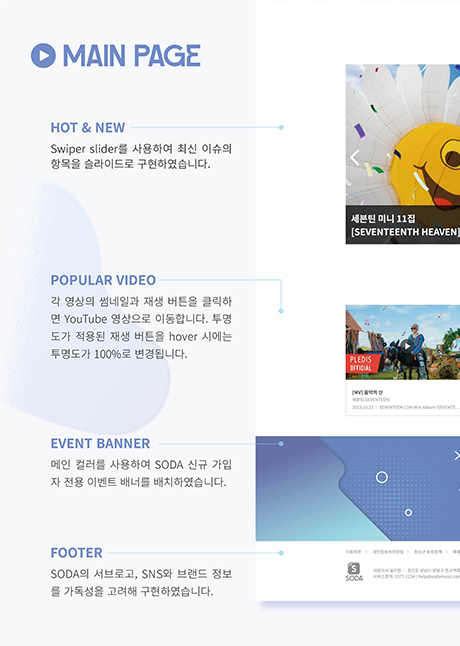 MAIN PAGE
HOT & NEW
Swiper slider를 사용하여 최신 이슈의
항목을 슬라이드로 구현하였습니다.
세븐틴 미니 11집
[SEVENTEENTH HEAVEN]
POPULAR VIDEO
각 영상의 썸네일과 재생 버튼을 클릭하
면 YouTube 영상으로 이동합니다. 투명
도가 적용된 재생 버튼을 hover 시에는
투명도가 100%로 변경됩니다.
PLEDIS
OFFICIAL
[MV] 음악의 신
세븐틴(SEVENTEEN)
2023.10.23 | SEVENTEEN 11th Mini Album 'SEVENTE...
EVENT BANNER
메인 컬러를 사용하여 SODA 신규 가입
자 전용 이벤트 배너를 배치하였습니다.
FOOTER
SODA의 서브로고, SNS와 브랜드 정보
를 가독성을 고려해 구현하였습니다.
이용약관 | 개인정보처리방침 | 청소년 보호정책 |
S
SODA
서비스문의: 1577-1234 / help@sodamusic.com